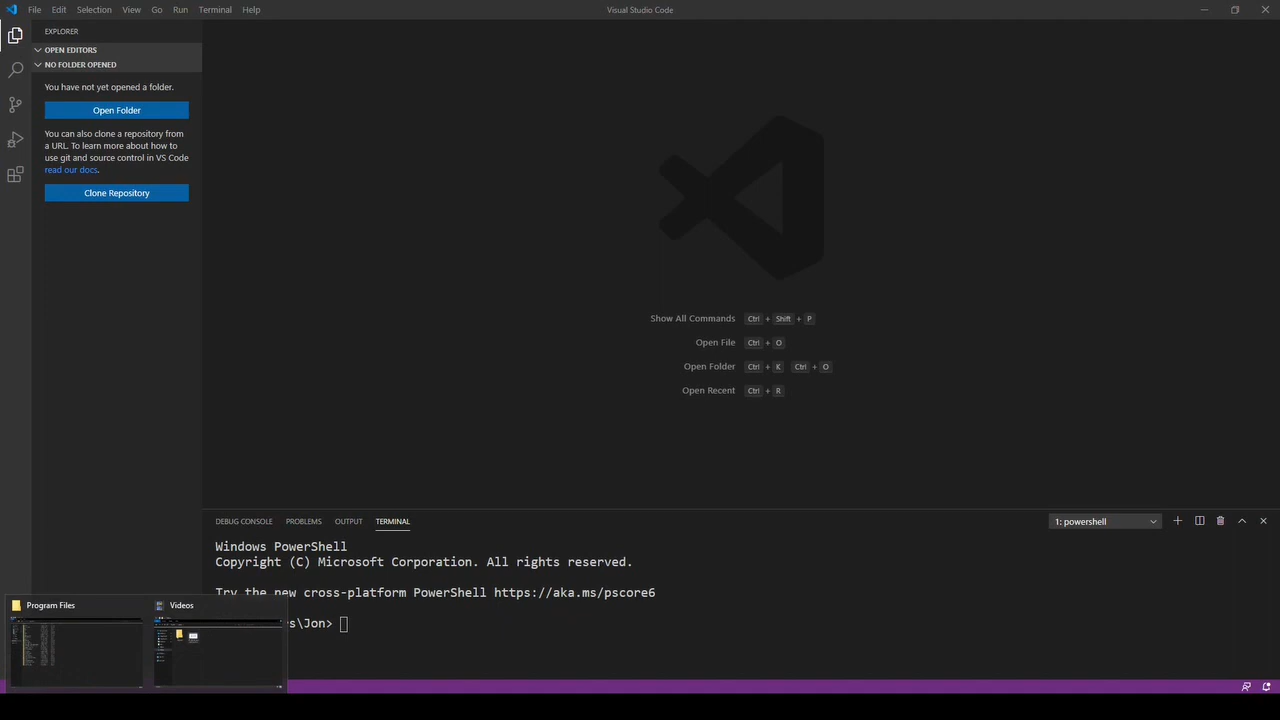 File Edit Selection View Go Run Terminal Help
Visual Studio Code
EXPLORER
OPEN EDITORS
NO FOLDER OPENED
You have not yet opened a folder.
Open Folder
You can also clone a repository from
a URL. To learn more about how to
use git and source control in VS Code
read our docs.
Clone Repository
Show All Commands Ctrl + Shift + P
Open File Ctrl + O
Open Folder Ctrl + K Ctrl + O
Open Recent Ctrl + R
DEBUG CONSOLE PROBLEMS OUTPUT TERMINAL
1: powershell
Windows PowerShell
Copyright (C) Microsoft Corporation. All rights reserved.
Try the new cross-platform PowerShell https://aka.ms/pscore6
s\Jon>
Program Files
Videos